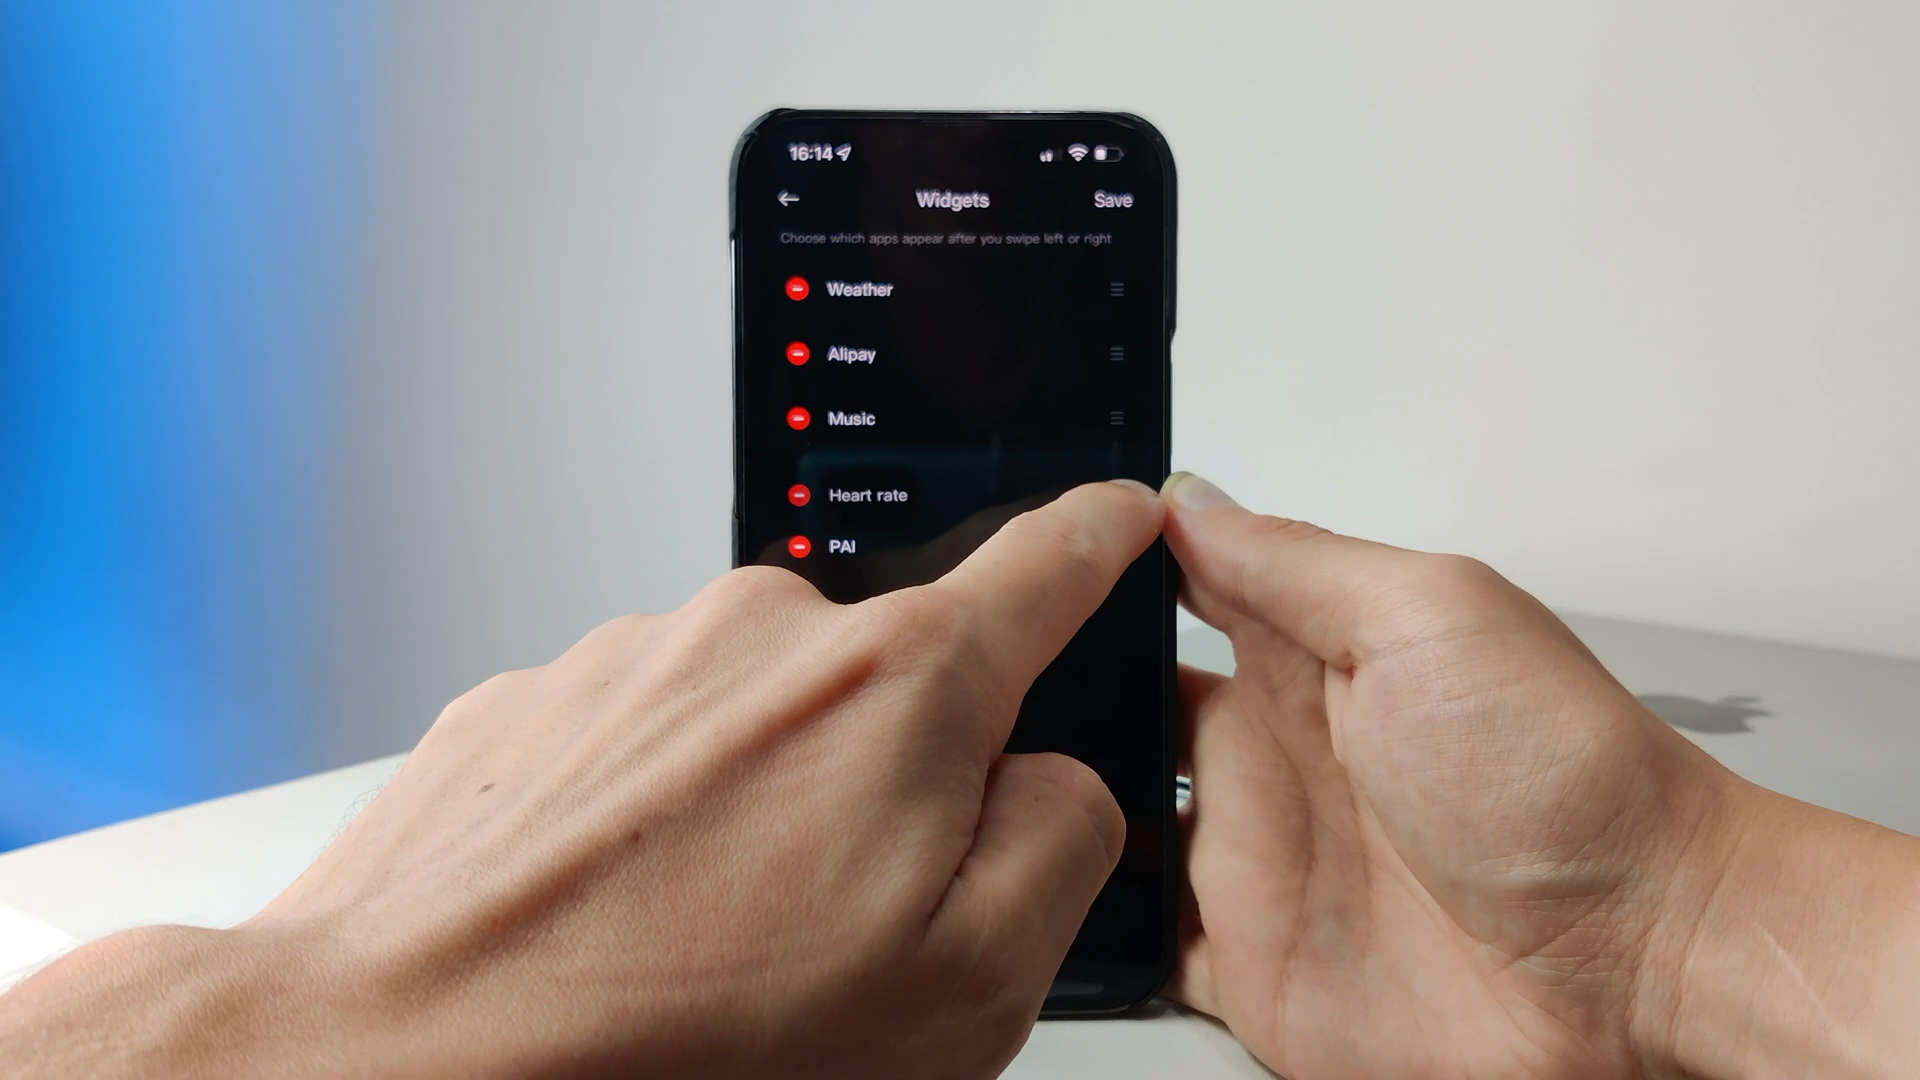 16:14
Widgets
Save
Choose which apps appear after you swipe left or right
Weather
Alipay
Music
Heart rate
PAI